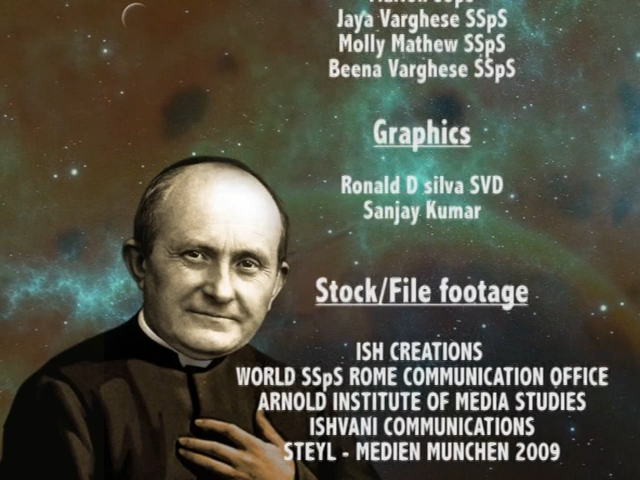 Jaya Varghese SSpS
Molly Mathew SSpS
Beena Varghese SSpS
Graphics
Ronald D silva SVD
Sanjay Kumar
Stock/File footage
ISH CREATIONS
WORLD SSpS ROME COMMUNICATION OFFICE
ARNOLD INSTITUTE OF MEDIA STUDIES
ISHVANI COMMUNICATIONS
STEYL - MEDIEN MUNCHEN 2009